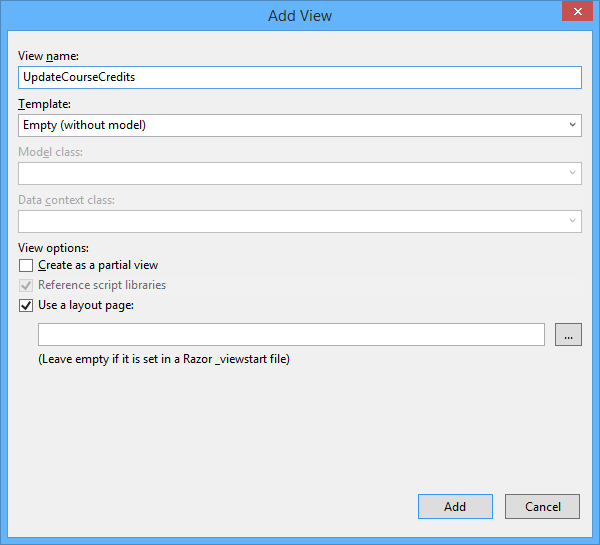 Add View
View name:
UpdateCourseCredits
Template:
Empty (without model)
Model class:
Data context class:
View options:
Create as a partial view
Reference script libraries
Use a layout page:
...
(Leave empty if it is set in a Razor _viewstart file)
Add Cancel